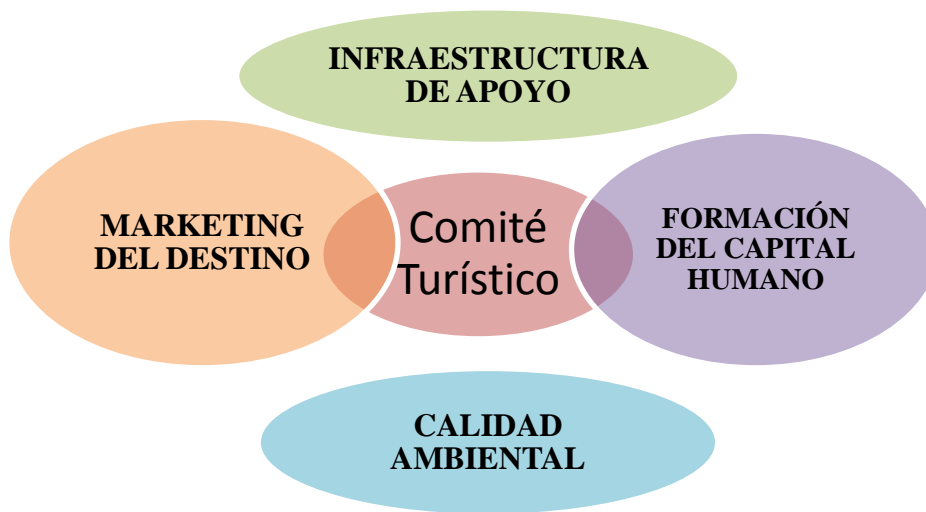 INFRAESTRUCTURA
DE APOYO
MARKETING
DEL DESTINO
Comité
Turístico
FORMACIÓN
DEL CAPITAL
HUMANO
CALIDAD
AMBIENTAL